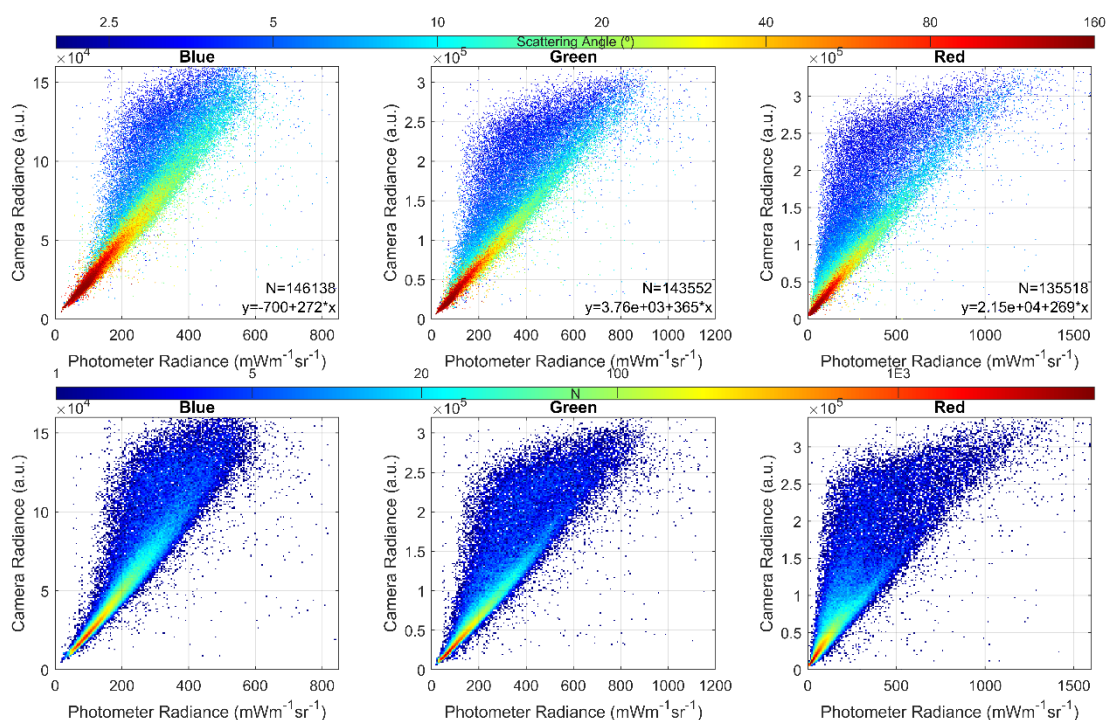 2.5 5 10 20 40 80 160
Scattering Angle (º)
×10⁴ Blue ×10⁵ Green ×10⁵ Red
15
10
5
0
Camera Radiance (a.u.)
N=146138
y=-700+272*x
0 200 400 600 800
Photometer Radiance (mWm⁻¹sr⁻¹)
3
2.5
2
1.5
1
0.5
0
Camera Radiance (a.u.)
N=143552
y=3.76e+03+365*x
0 200 400 600 800 1000 1200
Photometer Radiance (mWm⁻¹sr⁻¹)
3
2.5
2
1.5
1
0.5
0
Camera Radiance (a.u.)
N=135518
y=2.15e+04+269*x
0 500 1000 1500
Photometer Radiance (mWm⁻¹sr⁻¹)
1 5 20 100 1E3
N
×10⁴ Blue ×10⁵ Green ×10⁵ Red
15
10
5
0
Camera Radiance (a.u.)
0 200 400 600 800
Photometer Radiance (mWm⁻¹sr⁻¹)
3
2.5
2
1.5
1
0.5
0
Camera Radiance (a.u.)
0 200 400 600 800 1000 1200
Photometer Radiance (mWm⁻¹sr⁻¹)
3
2.5
2
1.5
1
0.5
0
Camera Radiance (a.u.)
0 500 1000 1500
Photometer Radiance (mWm⁻¹sr⁻¹)